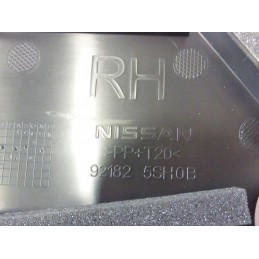 RH
NISSAN
>PP+T20<
92182 5SH0B